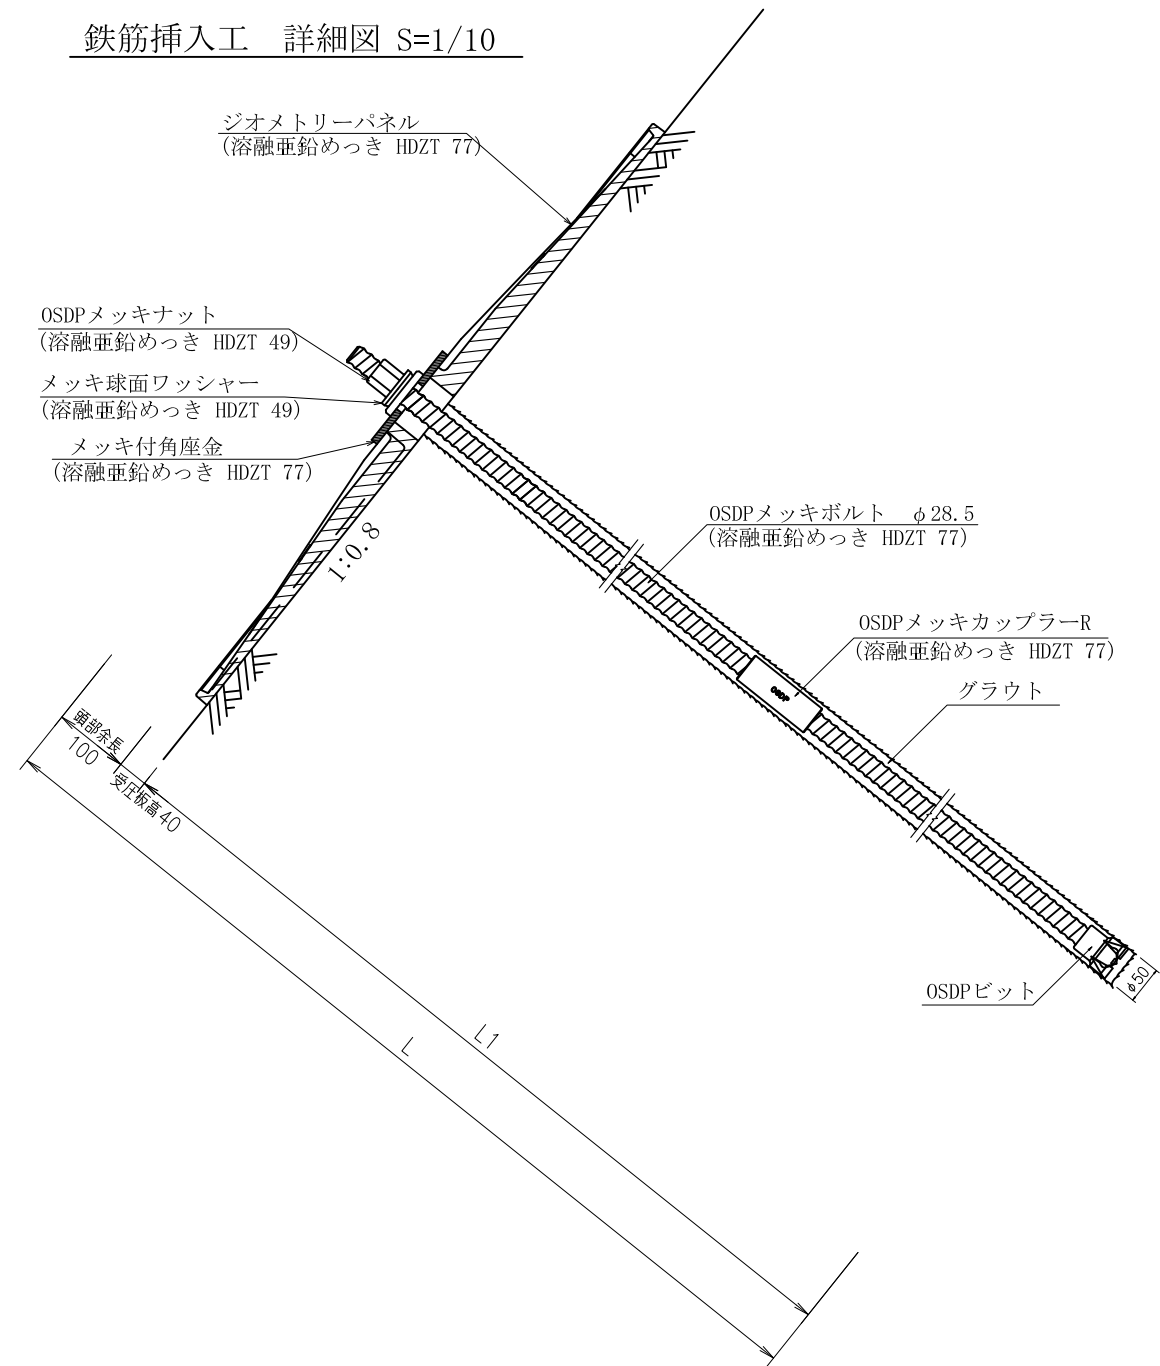 鉄筋挿入工　詳細図 S=1/10
ジオメトリーパネル
(溶融亜鉛めっき HDZT 77)
OSDPメッキナット
(溶融亜鉛めっき HDZT 49)
メッキ球面ワッシャー
(溶融亜鉛めっき HDZT 49)
メッキ付角座金
(溶融亜鉛めっき HDZT 77)
OSDPメッキボルト　φ28.5
(溶融亜鉛めっき HDZT 77)
1:0.8
OSDPメッキカップラーR
(溶融亜鉛めっき HDZT 77)
OSDP
グラウト
頭部余長
100
受圧板高40
OSDPビット
φ50
L1
L